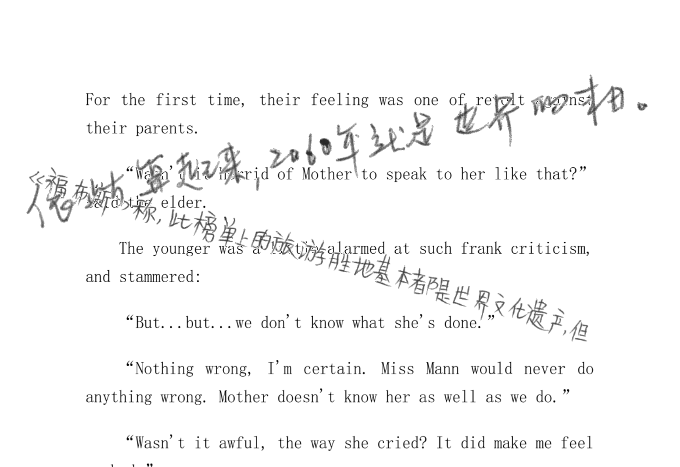 For the first time, their feeling was one of revolt against
their parents.
“Wasn't it horrid of Mother to speak to her like that?”
said the elder.
The younger was a little alarmed at such frank criticism,
and stammered:
“But...but...we don't know what she's done.”
“Nothing wrong, I'm certain. Miss Mann would never do
anything wrong. Mother doesn't know her as well as we do.”
“Wasn't it awful, the way she cried? It did make me feel
算起来,2060年就是世界的末日。
《福布斯》称,此榜单上的旅游胜地基本都是世界文化遗产,但